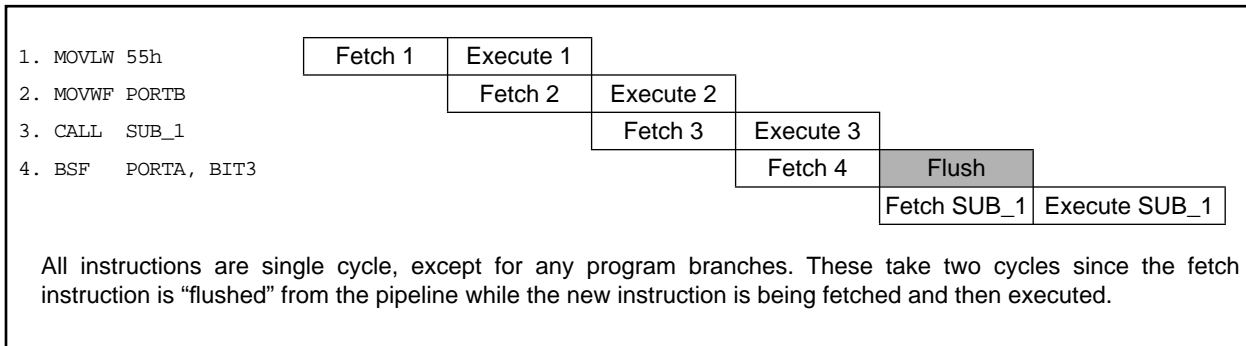 1. MOVLW 55h Fetch 1 Execute 1
2. MOVWF PORTB Fetch 2 Execute 2
3. CALL SUB_1 Fetch 3 Execute 3
4. BSF PORTA, BIT3 Fetch 4 Flush
Fetch SUB_1 Execute SUB_1
All instructions are single cycle, except for any program branches. These take two cycles since the fetch
instruction is “flushed” from the pipeline while the new instruction is being fetched and then executed.